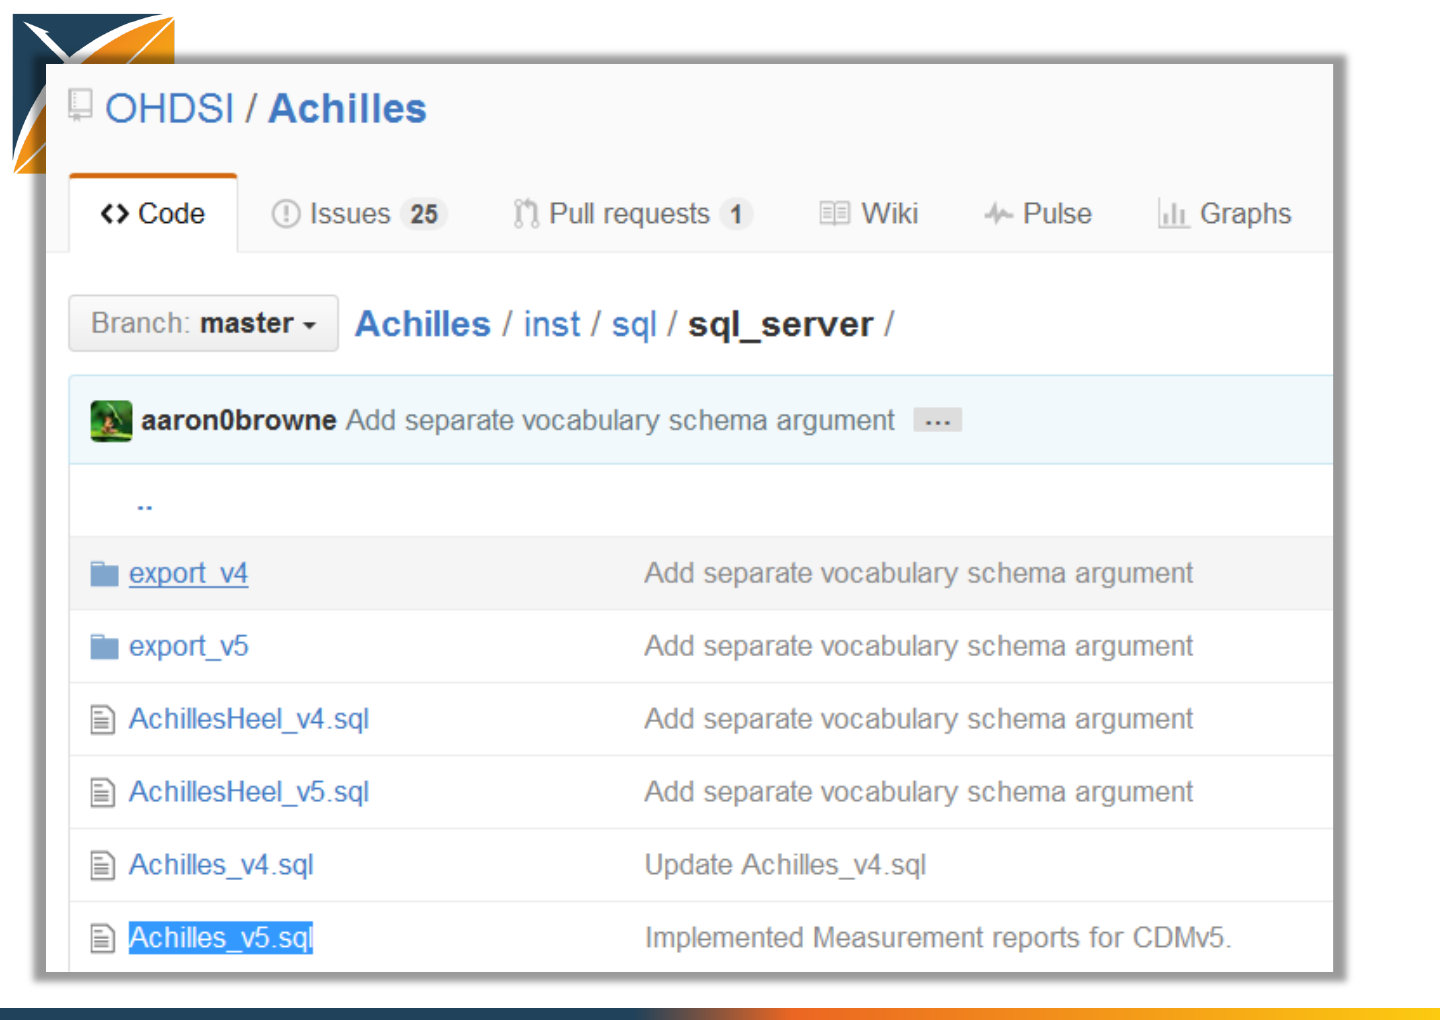 OHDSI / Achilles
Code Issues 25 Pull requests 1 Wiki Pulse Graphs
Branch: master Achilles / inst / sql / sql_server /
aaron0browne Add separate vocabulary schema argument ...
..
export_v4 Add separate vocabulary schema argument
export_v5 Add separate vocabulary schema argument
AchillesHeel_v4.sql Add separate vocabulary schema argument
AchillesHeel_v5.sql Add separate vocabulary schema argument
Achilles_v4.sql Update Achilles_v4.sql
Achilles_v5.sql Implemented Measurement reports for CDMv5.